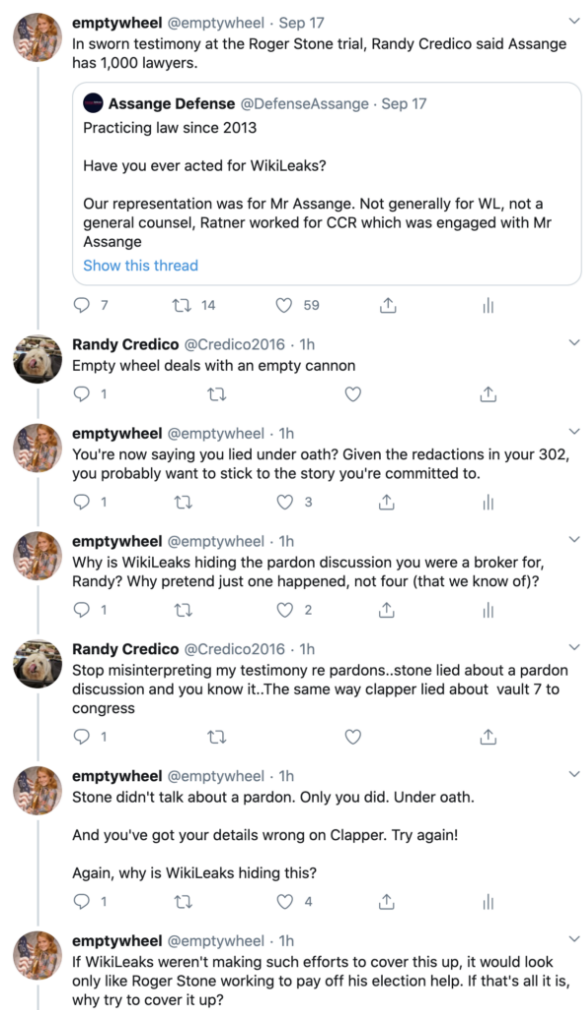 emptywheel @emptywheel · Sep 17
In sworn testimony at the Roger Stone trial, Randy Credico said Assange
has 1,000 lawyers.
Assange Defense @DefenseAssange · Sep 17
Practicing law since 2013
Have you ever acted for WikiLeaks?
Our representation was for Mr Assange. Not generally for WL, not a
general counsel, Ratner worked for CCR which was engaged with Mr
Assange
Show this thread
7 14 59
Randy Credico @Credico2016 · 1h
Empty wheel deals with an empty cannon
1
emptywheel @emptywheel · 1h
You're now saying you lied under oath? Given the redactions in your 302,
you probably want to stick to the story you're committed to.
1 3
emptywheel @emptywheel · 1h
Why is WikiLeaks hiding the pardon discussion you were a broker for,
Randy? Why pretend just one happened, not four (that we know of)?
1 2
Randy Credico @Credico2016 · 1h
Stop misinterpreting my testimony re pardons..stone lied about a pardon
discussion and you know it..The same way clapper lied about vault 7 to
congress
1
emptywheel @emptywheel · 1h
Stone didn't talk about a pardon. Only you did. Under oath.
And you've got your details wrong on Clapper. Try again!
Again, why is WikiLeaks hiding this?
1 4
emptywheel @emptywheel · 1h
If WikiLeaks weren't making such efforts to cover this up, it would look
only like Roger Stone working to pay off his election help. If that's all it is,
why try to cover it up?